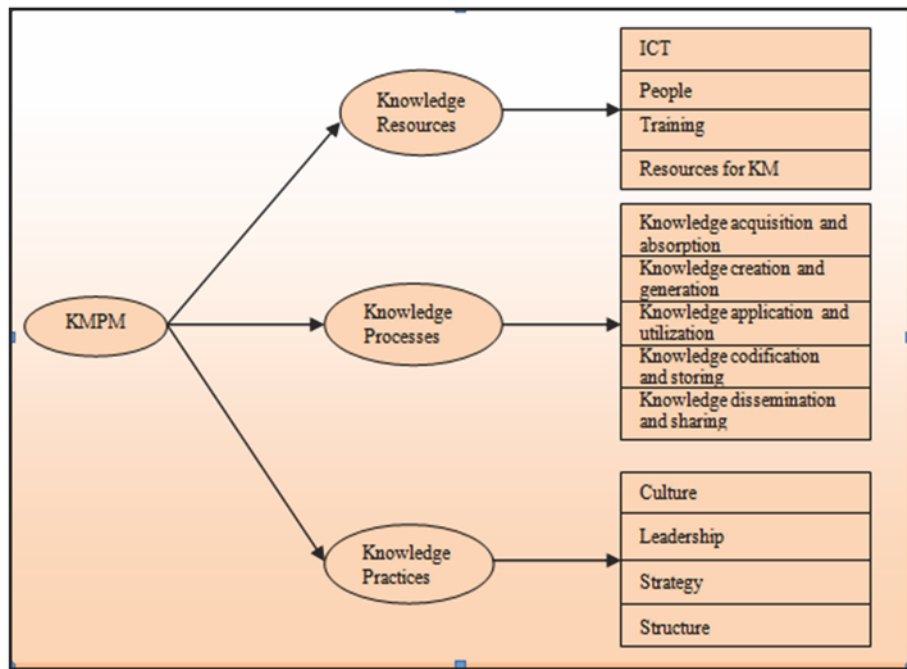 KMPM
Knowledge
Resources
ICT
People
Training
Resources for KM
Knowledge
Processes
Knowledge acquisition and
absorption
Knowledge creation and
generation
Knowledge application and
utilization
Knowledge codification
and storing
Knowledge dissemination
and sharing
Knowledge
Practices
Culture
Leadership
Strategy
Structure